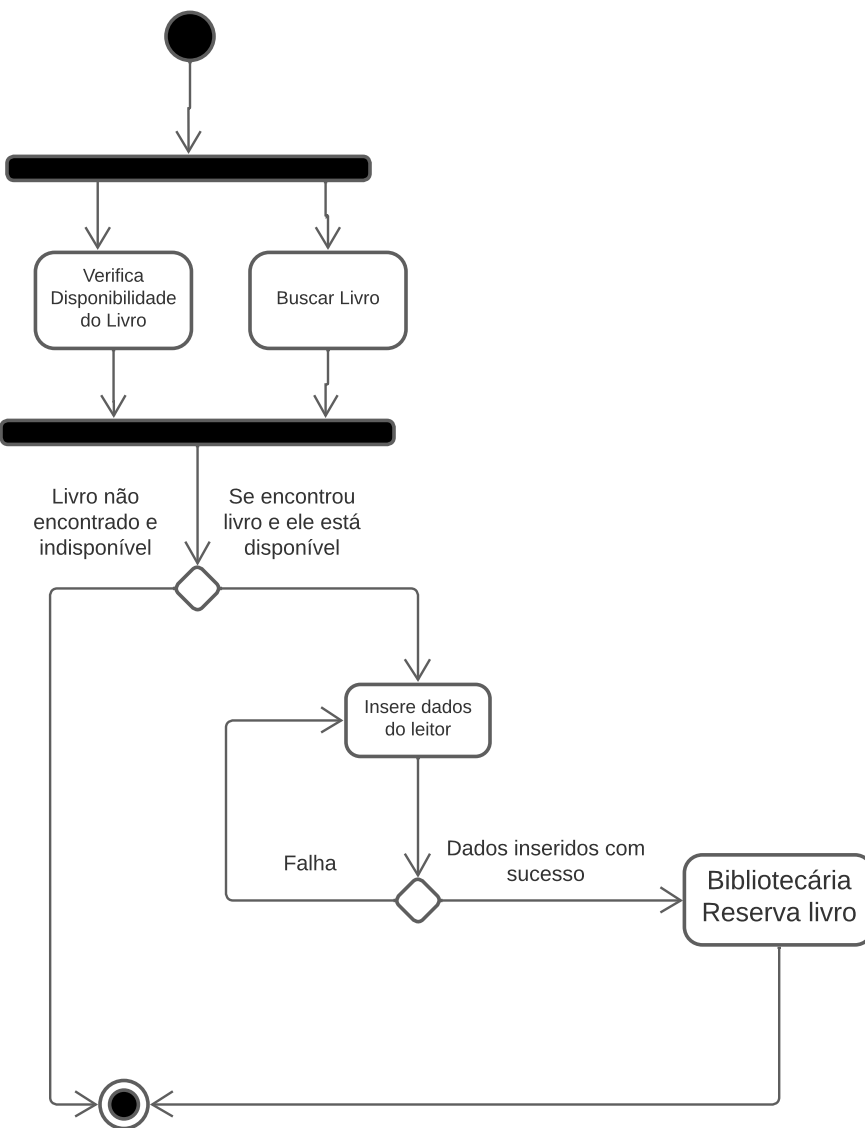 Verifica
Disponibilidade
do Livro
Buscar Livro
Livro não
encontrado e
indisponível
Se encontrou
livro e ele está
disponível
Insere dados
do leitor
Falha
Dados inseridos com
sucesso
Bibliotecária
Reserva livro